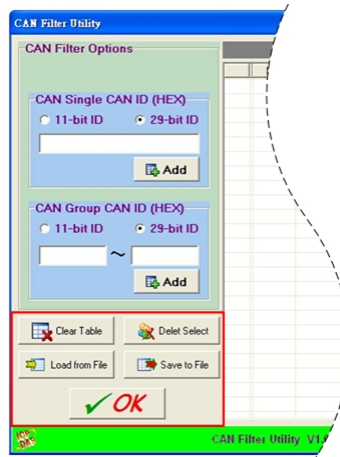 CAN Filter Utility
CAN Filter Options
CAN Single CAN ID (HEX)
11-bit ID 29-bit ID
Add
CAN Group CAN ID (HEX)
11-bit ID 29-bit ID
~
Add
Clear Table Delet Select
Load from File Save to File
OK
ICP DAS CAN Filter Utility V1.